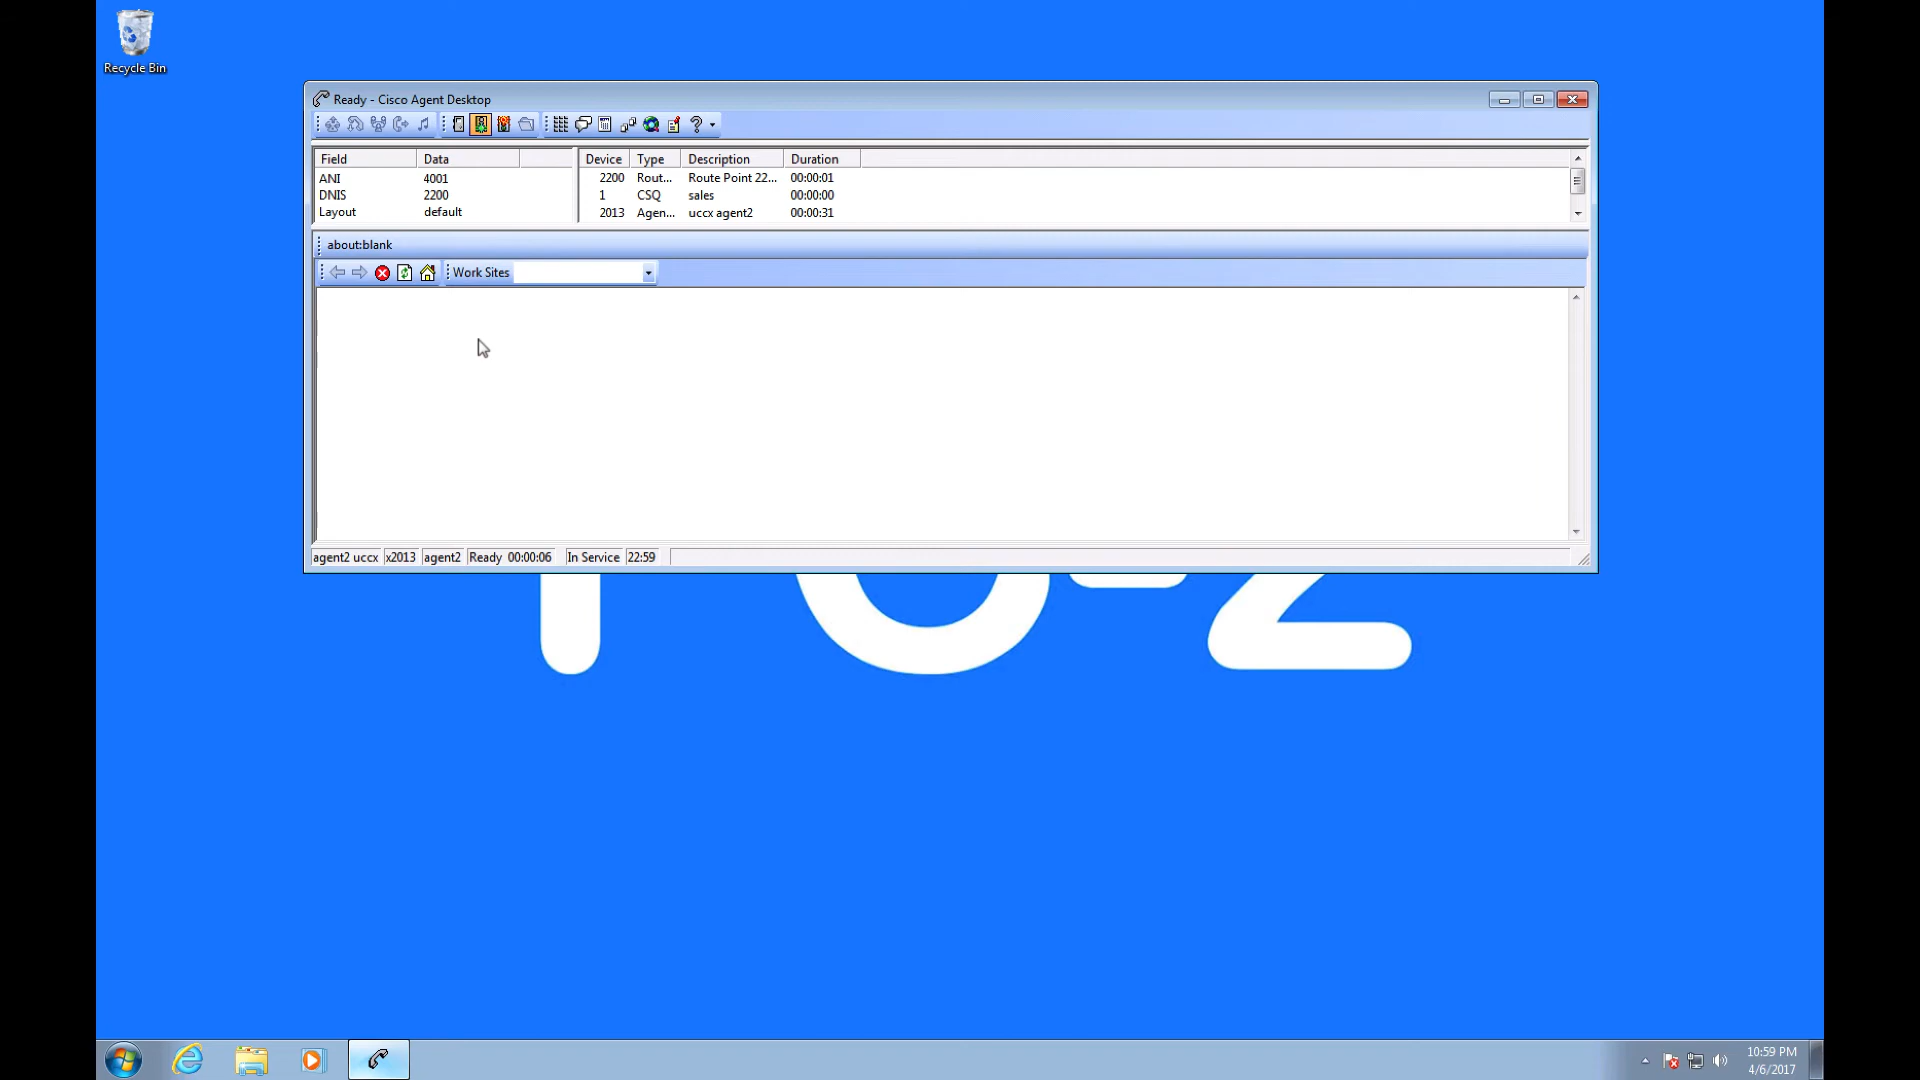 Recycle Bin
Ready - Cisco Agent Desktop
Field Data
Device Type Description Duration
ANI 4001
2200 Rout... Route Point 22... 00:00:01
DNIS 2200
1 CSQ sales 00:00:00
Layout default
2013 Agen... uccx agent2 00:00:31
about:blank
Work Sites
agent2 uccx x2013 agent2 Ready 00:00:06 In Service 22:59
10:59 PM
4/6/2017